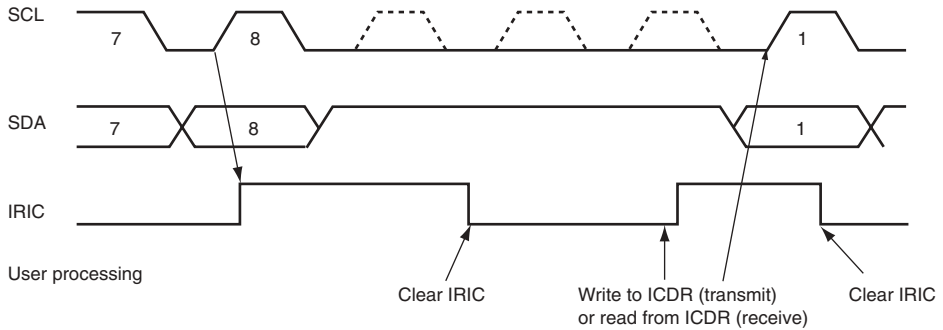 SCL
7 8 1
SDA
7 8 1
IRIC
User processing
Clear IRIC
Write to ICDR (transmit)
or read from ICDR (receive)
Clear IRIC